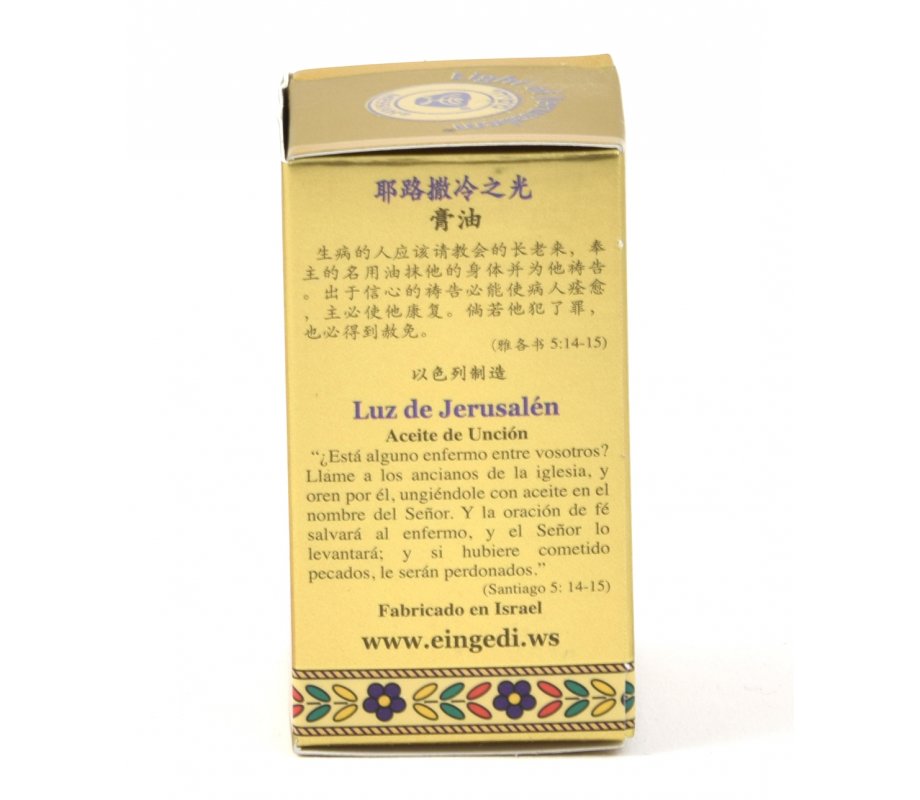 Light of Jerusalem
耶路撒冷之光
膏油
生病的人应该请教会的长老来，奉
主的名用油抹他的身体并为他祷告
。出于信心的祷告必能使病人痊愈
，主必使他康复。倘若他犯了罪，
也必得到赦免。
(雅各书 5:14-15)
以色列制造
Luz de Jerusalén
Aceite de Unción
“¿Está alguno enfermo entre vosotros?
Llame a los ancianos de la iglesia, y
oren por él, ungiéndole con aceite en el
nombre del Señor. Y la oración de fé
salvará al enfermo, y el Señor lo
levantará; y si hubiere cometido
pecados, le serán perdonados.”
(Santiago 5: 14-15)
Fabricado en Israel
www.eingedi.ws